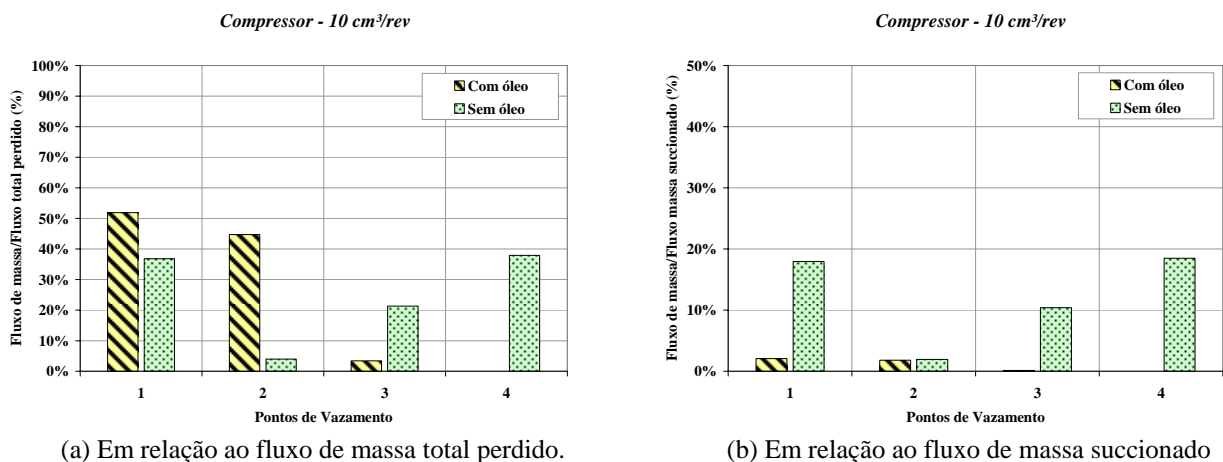 Compressor - 10 cm³/rev
Fluxo de massa/Fluxo total perdido (%)
100%
90%
80%
70%
60%
50%
40%
30%
20%
10%
0%
Com óleo
Sem óleo
1 2 3 4
Pontos de Vazamento
(a) Em relação ao fluxo de massa total perdido.
Compressor - 10 cm³/rev
Fluxo de massa/Fluxo massa succionado (%)
50%
40%
30%
20%
10%
0%
Com óleo
Sem óleo
1 2 3 4
Pontos de Vazamento
(b) Em relação ao fluxo de massa succionado